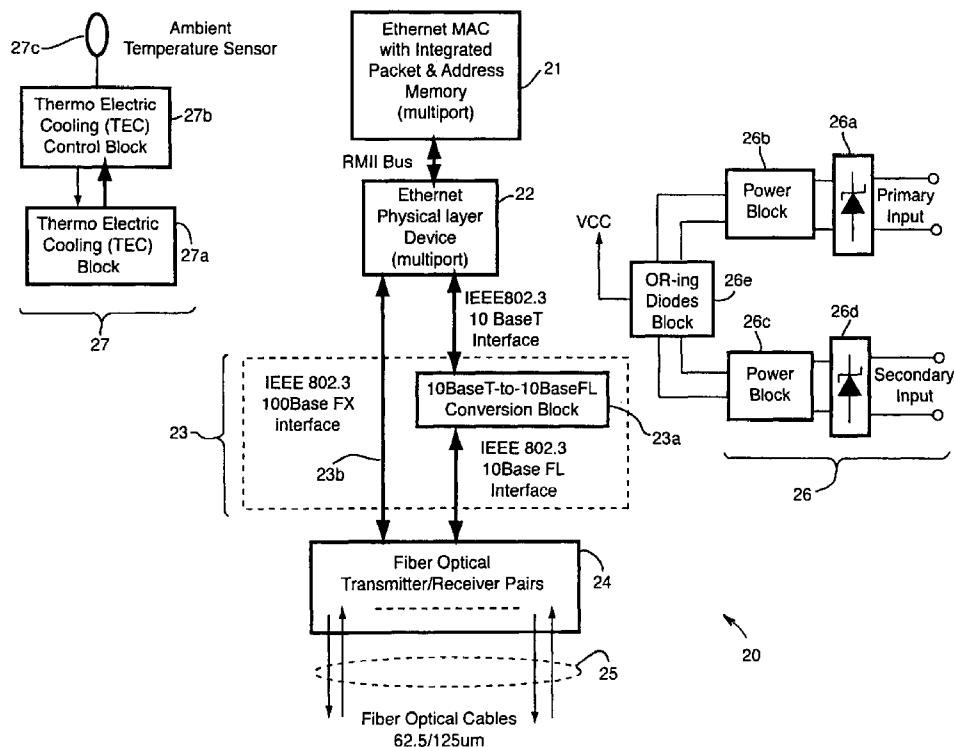 27c
Ambient
Temperature Sensor
Thermo Electric
Cooling (TEC)
Control Block
27b
Thermo Electric
Cooling (TEC)
Block
27a
27
Ethernet MAC
with Integrated
Packet & Address
Memory
(multiport)
21
RMII Bus
Ethernet
Physical layer
Device
(multiport)
22
IEEE802.3
10 BaseT
Interface
23
IEEE 802.3
100Base FX
interface
23b
10BaseT-to-10BaseFL
Conversion Block
23a
IEEE 802.3
10Base FL
Interface
Fiber Optical
Transmitter/Receiver Pairs
24
25
Fiber Optical Cables
62.5/125um
VCC
OR-ing
Diodes
Block
26e
26b
Power
Block
26a
Primary
Input
26c
Power
Block
26d
Secondary
Input
26
20